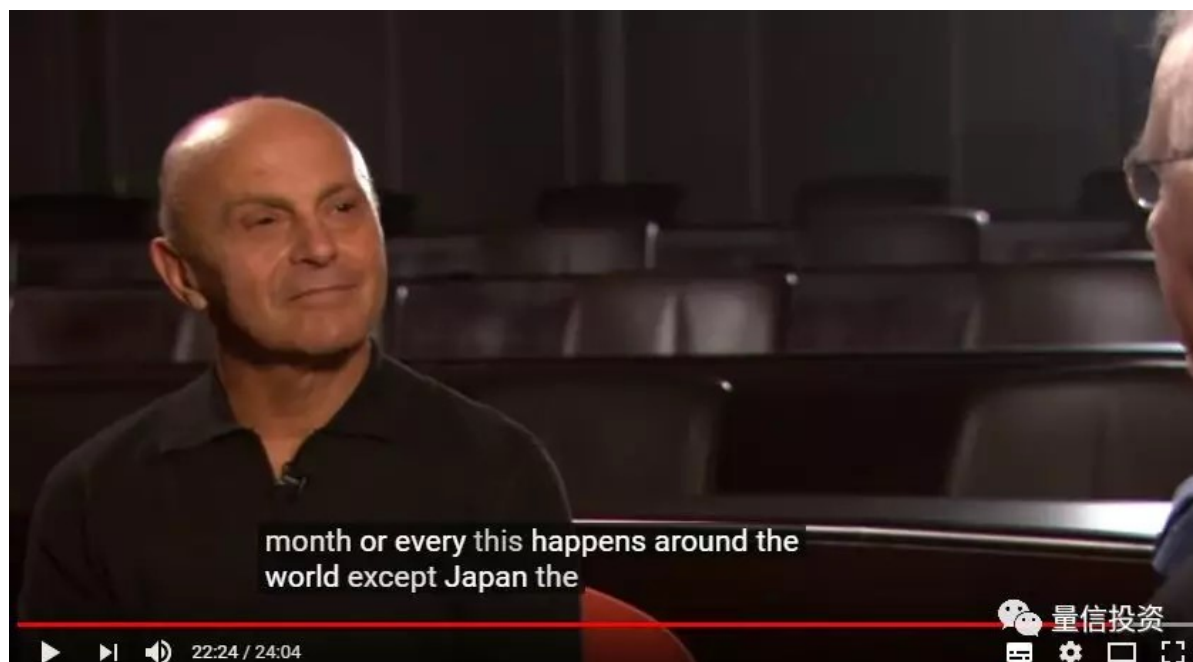 month or every this happens around the
world except Japan the
量信投资
22:24 / 24:04